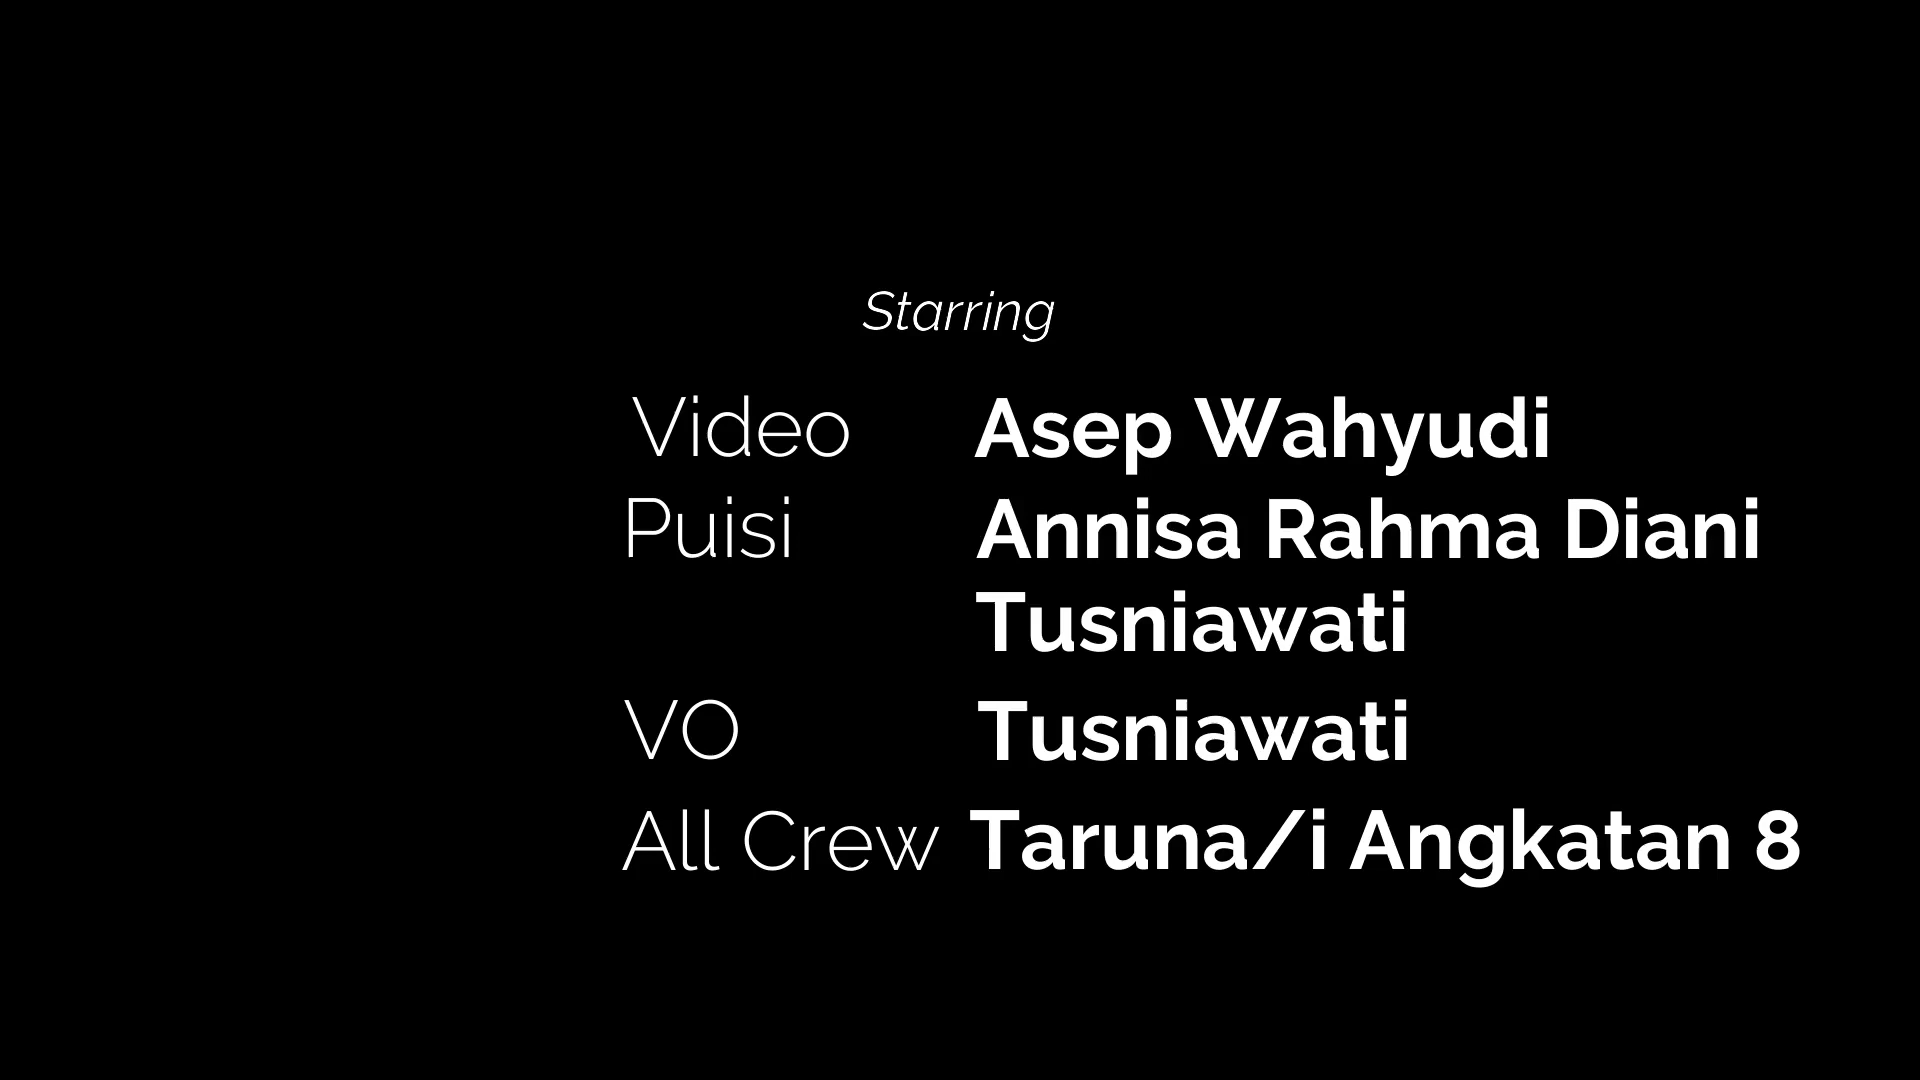 Starring
Video Asep Wahyudi
Puisi Annisa Rahma Diani
Tusniawati
VO Tusniawati
All Crew Taruna/i Angkatan 8